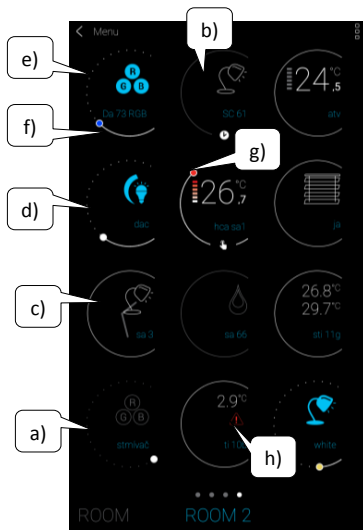 < Menu
b)
e)
R
G B
Da 73 RGB
SC 61
24°C,5
atv
f)
g)
d)
dac
26°C,7
hca sa1
ja
c)
sa 3
sa 66
26.8°C
29.7°C
sti 11g
a)
R
G B
stmívač
2.9°C
!
h)
white
ROOM
ROOM 2